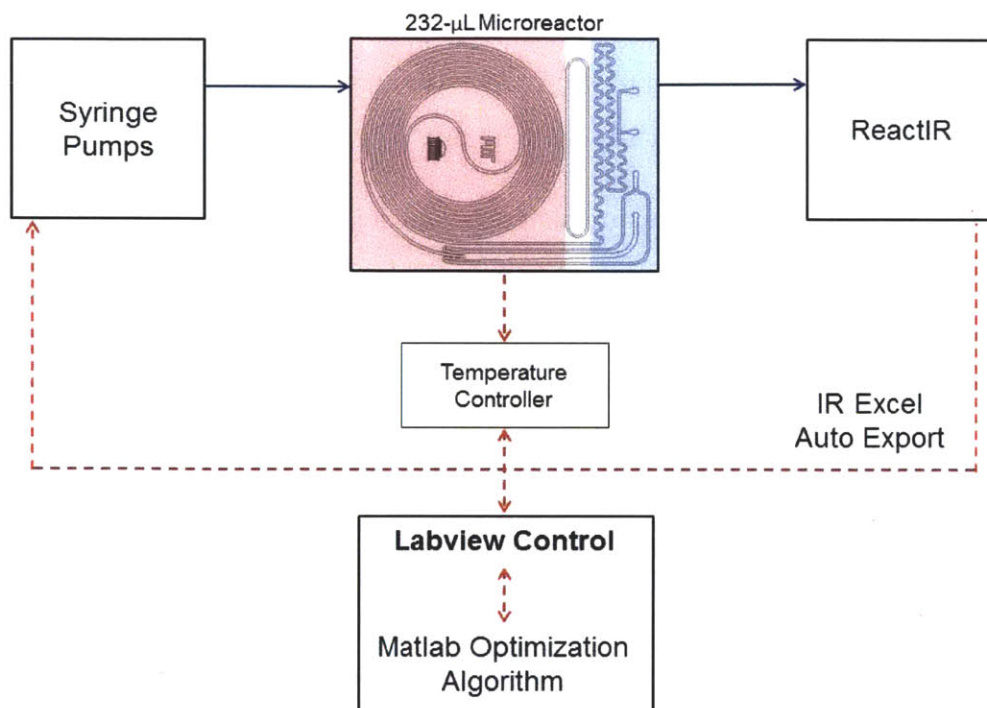 232-μL Microreactor
Syringe
Pumps
ReactIR
Temperature
Controller
IR Excel
Auto Export
Labview Control
Matlab Optimization
Algorithm